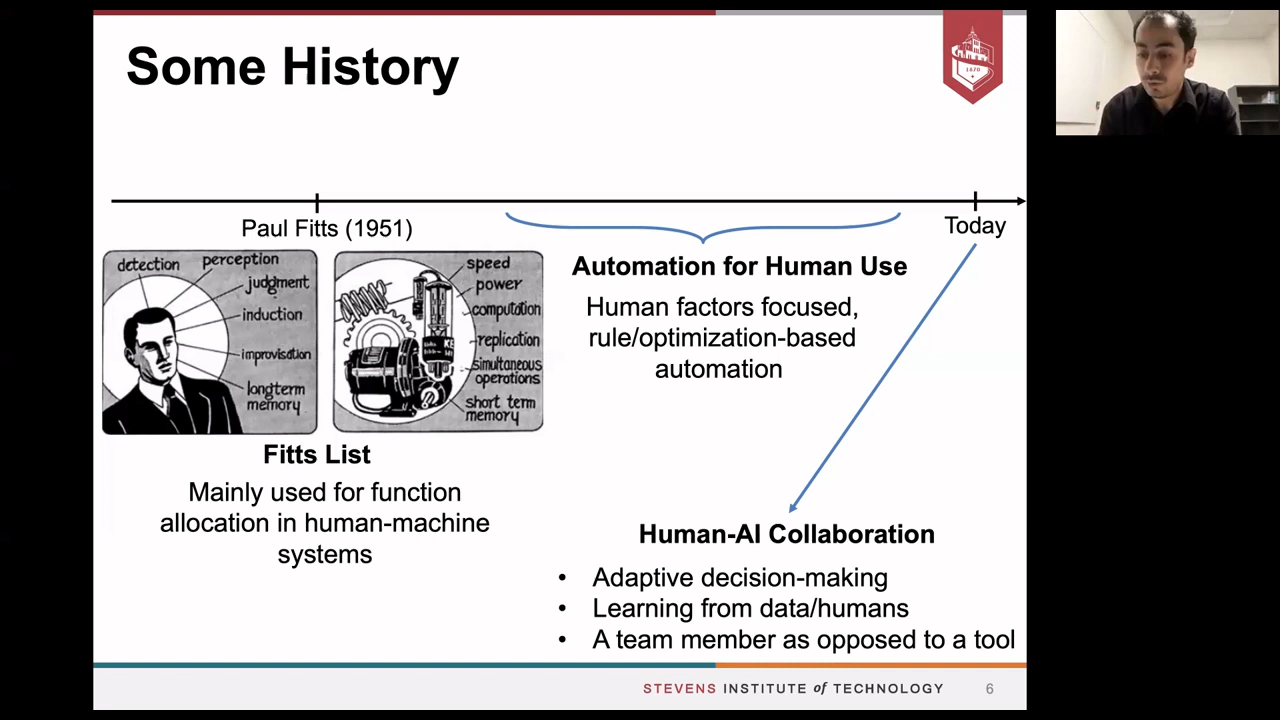 Some History
1870
Paul Fitts (1951)
Today
detection
perception
judgment
induction
improvisation
longterm
memory
speed
power
computation
replication
simultaneous
operations
short term
memory
Automation for Human Use
Human factors focused,
rule/optimization-based
automation
Fitts List
Mainly used for function
allocation in human-machine
systems
Human-AI Collaboration
• Adaptive decision-making
• Learning from data/humans
• A team member as opposed to a tool
STEVENS INSTITUTE of TECHNOLOGY
6